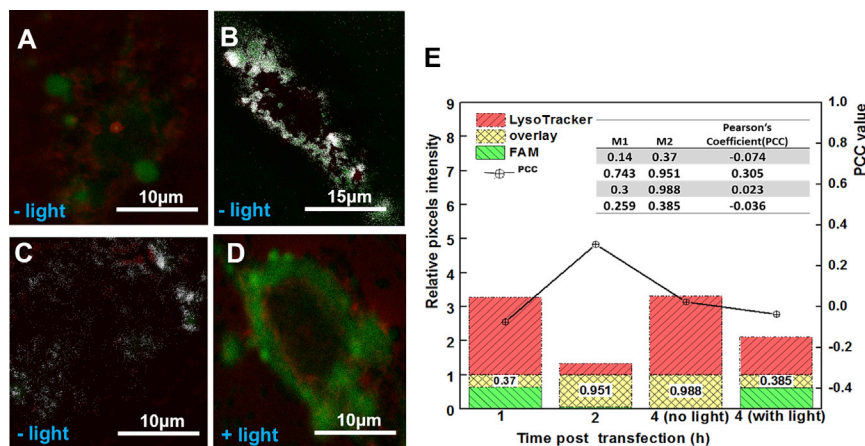 A
- light
10μm
B
- light
15μm
C
- light
10μm
D
+ light
10μm
E
Relative pixcels intensity
9
8
7
6
5
4
3
2
1
0
LysoTracker
overlay
FAM
PCC
M1 M2 Pearson's Coefficient(PCC)
0.14 0.37 -0.074
0.743 0.951 0.305
0.3 0.988 0.023
0.259 0.385 -0.036
0.37
0.951
0.988
0.385
1 2 4 (no light) 4 (with light)
Time post transfection (h)
1.0
0.8
0.6
0.4
0.2
0.0
-0.2
-0.4
PCC value